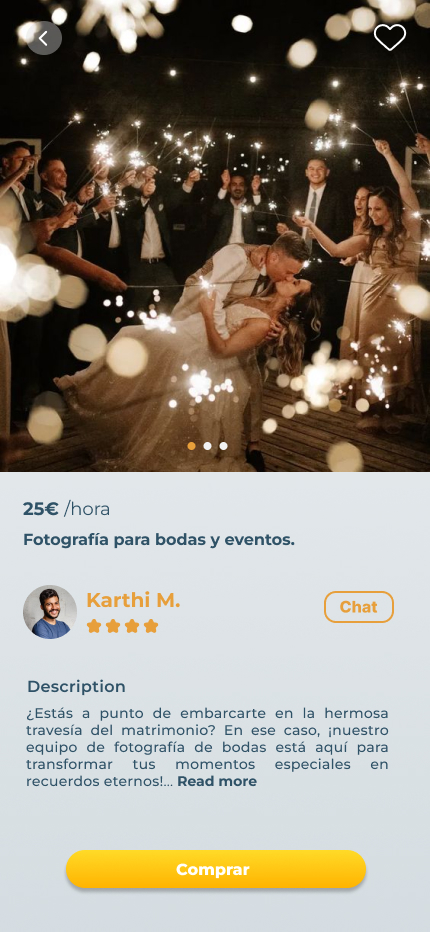 25€ /hora
Fotografía para bodas y eventos.
Karthi M.
Chat
Description
¿Estás a punto de embarcarte en la hermosa
travesía del matrimonio? En ese caso, ¡nuestro
equipo de fotografía de bodas está aquí para
transformar tus momentos especiales en
recuerdos eternos!... Read more
Comprar